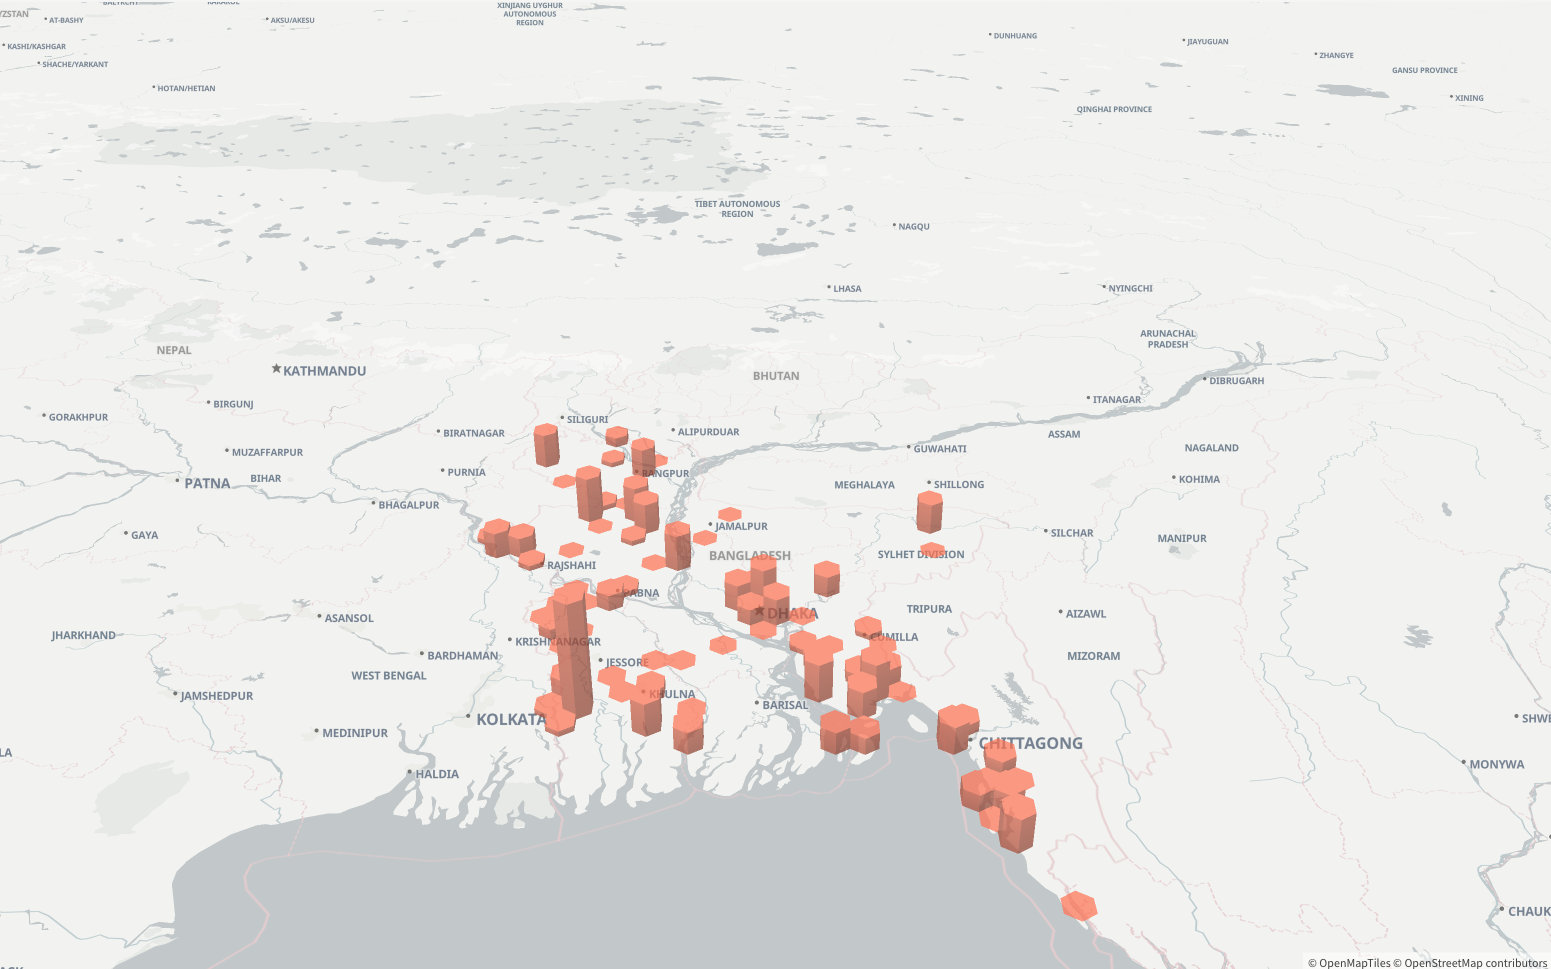 XINJIANG UYGHUR
AUTONOMOUS
REGION
AT-BASHY
AKSU/AKESU
KASHI/KASHGAR
SHACHE/YARKANT
HOTAN/HETIAN
DUNHUANG
JIAYUGUAN
ZHANGYE
GANSU PROVINCE
XINING
QINGHAI PROVINCE
TIBET AUTONOMOUS
REGION
NAGQU
LHASA
NYINGCHI
ARUNACHAL
PRADESH
NEPAL
KATHMANDU
BHUTAN
DIBRUGARH
ITANAGAR
BIRGUNJ
GORAKHPUR
SILIGURI
BIRATNAGAR
ALIPURDUAR
ASSAM
GUWAHATI
NAGALAND
MUZAFFARPUR
PURNIA
RANGPUR
BIHAR
PATNA
MEGHALAYA
SHILLONG
KOHIMA
BHAGALPUR
JAMALPUR
GAYA
SILCHAR
MANIPUR
BANGLADESH
SYLHET DIVISION
RAJSHAHI
PABNA
DHAKA
TRIPURA
AIZAWL
ASANSOL
JHARKHAND
KRISHNANAGAR
CUMILLA
BARDHAMAN
JESSORE
MIZORAM
WEST BENGAL
JAMSHEDPUR
KHULNA
BARISAL
KOLKATA
MEDINIPUR
SHWE
CHITTAGONG
LA
HALDIA
MONYWA
CHAUK
© OpenMapTiles © OpenStreetMap contributors